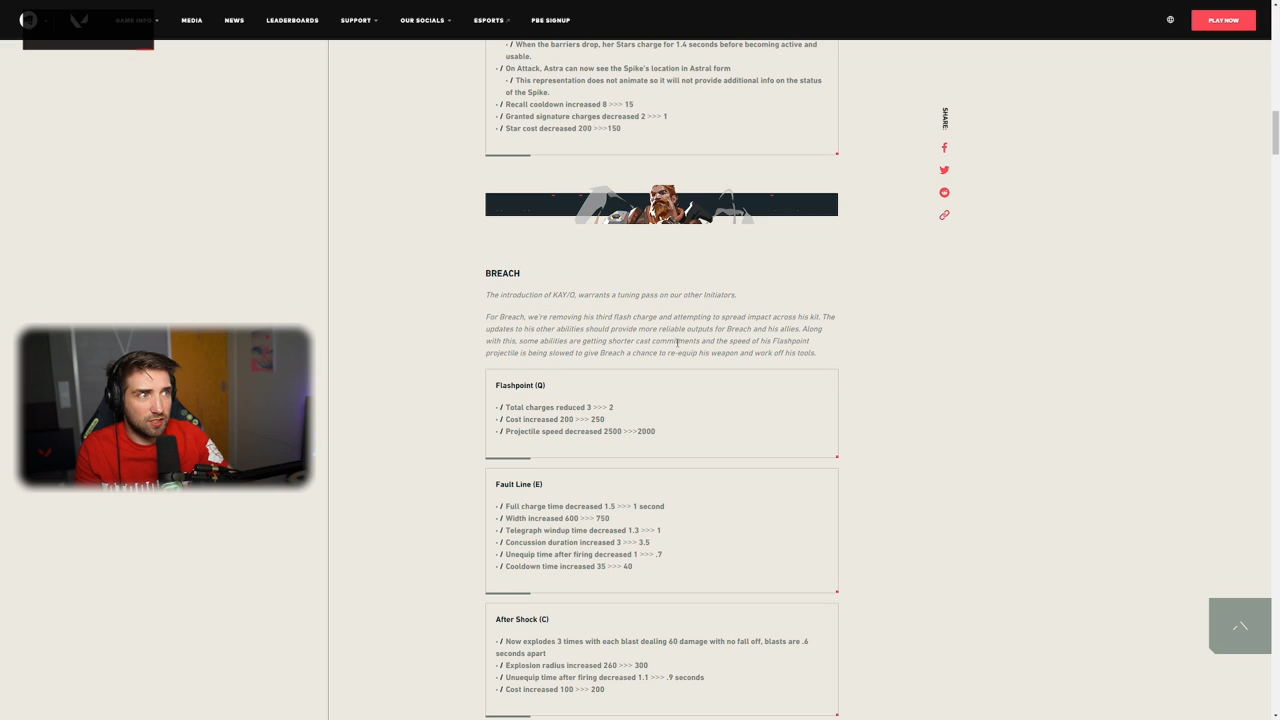 GAME INFO
MEDIA
NEWS
LEADERBOARDS
SUPPORT
OUR SOCIALS
ESPORTS
PBE SIGNUP
PLAY NOW
· / When the barriers drop, her Stars charge for 1.4 seconds before becoming active and
usable.
· / On Attack, Astra can now see the Spike's location in Astral form
· / This representation does not animate so it will not provide additional info on the status
of the Spike.
· / Recall cooldown increased 8 >>> 15
· / Granted signature charges decreased 2 >>> 1
· / Star cost decreased 200 >>>150
SHARE:
BREACH
The introduction of KAY/O, warrants a tuning pass on our other Initiators.
For Breach, we're removing his third flash charge and attempting to spread impact across his kit. The
updates to his other abilities should provide more reliable outputs for Breach and his allies. Along
with this, some abilities are getting shorter cast commitments and the speed of his Flashpoint
projectile is being slowed to give Breach a chance to re-equip his weapon and work off his tools.
Flashpoint (Q)
· / Total charges reduced 3 >>> 2
· / Cost increased 200 >>> 250
· / Projectile speed decreased 2500 >>>2000
Fault Line (E)
· / Full charge time decreased 1.5 >>> 1 second
· / Width increased 600 >>> 750
· / Telegraph windup time decreased 1.3 >>> 1
· / Concussion duration increased 3 >>> 3.5
· / Unequip time after firing decreased 1 >>> .7
· / Cooldown time increased 35 >>> 40
After Shock (C)
· / Now explodes 3 times with each blast dealing 60 damage with no fall off, blasts are .6
seconds apart
· / Explosion radius increased 260 >>> 300
· / Unuequip time after firing decreased 1.1 >>> .9 seconds
· / Cost increased 100 >>> 200